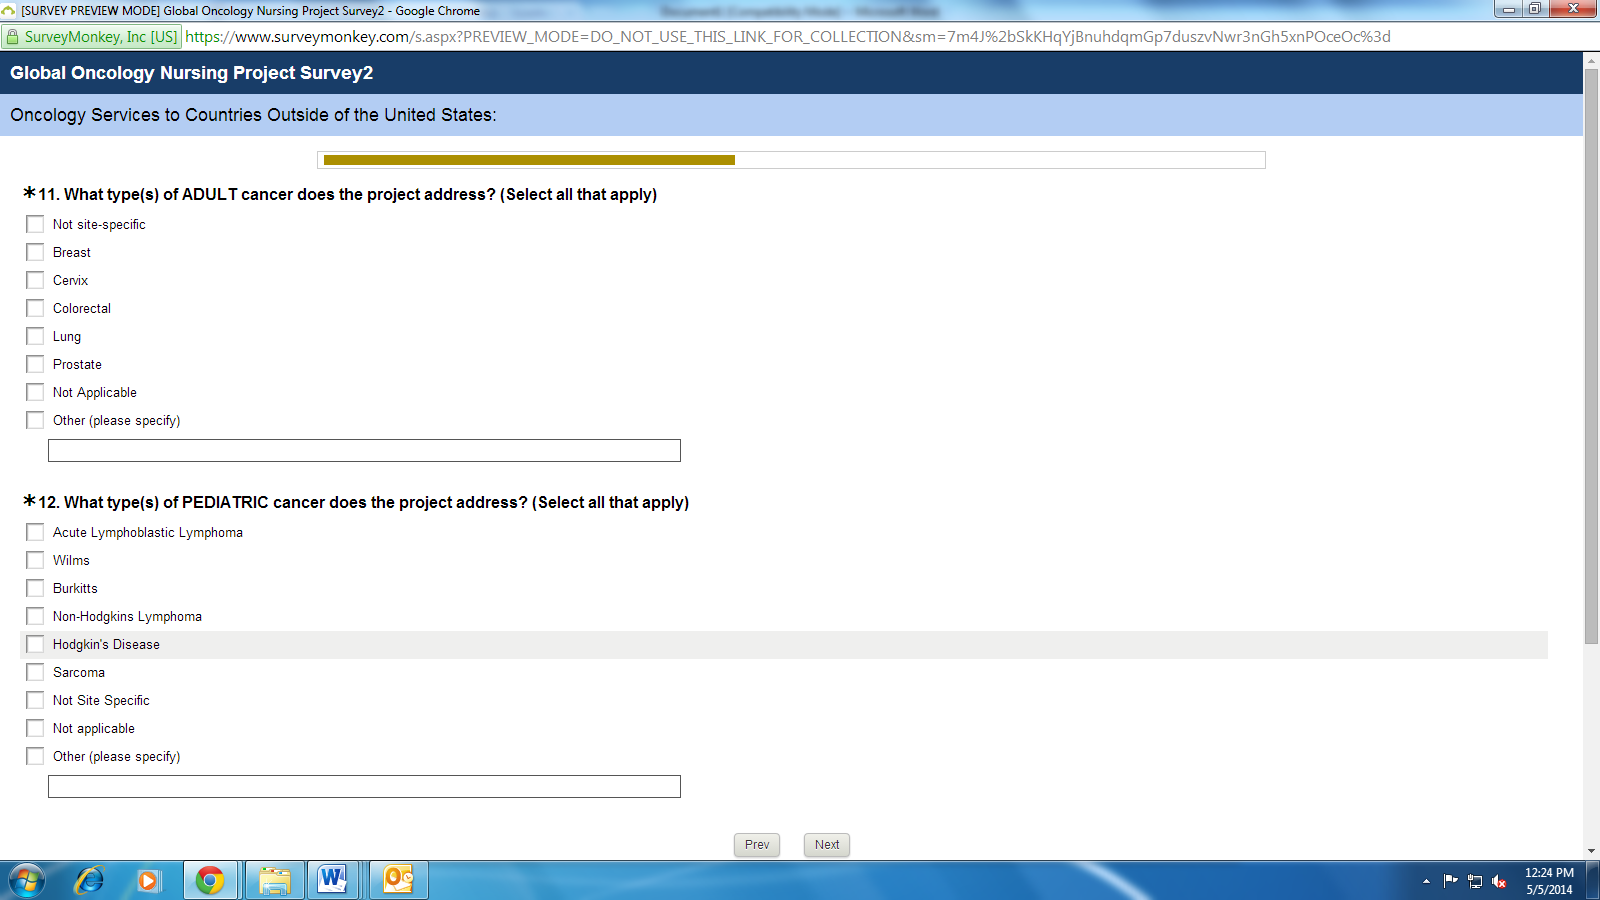 [SURVEY PREVIEW MODE] Global Oncology Nursing Project Survey2 - Google Chrome
SurveyMonkey, Inc [US] https://www.surveymonkey.com/s.aspx?PREVIEW_MODE=DO_NOT_USE_THIS_LINK_FOR_COLLECTION&sm=7m4J%2bSkKHqYjBnuhdqmGp7duszvNwr3nGh5xnPOceOc%3d
Global Oncology Nursing Project Survey2
Oncology Services to Countries Outside of the United States:
*11. What type(s) of ADULT cancer does the project address? (Select all that apply)
Not site-specific
Breast
Cervix
Colorectal
Lung
Prostate
Not Applicable
Other (please specify)
*12. What type(s) of PEDIATRIC cancer does the project address? (Select all that apply)
Acute Lymphoblastic Lymphoma
Wilms
Burkitts
Non-Hodgkins Lymphoma
Hodgkin's Disease
Sarcoma
Not Site Specific
Not applicable
Other (please specify)
Prev Next
12:24 PM
5/5/2014